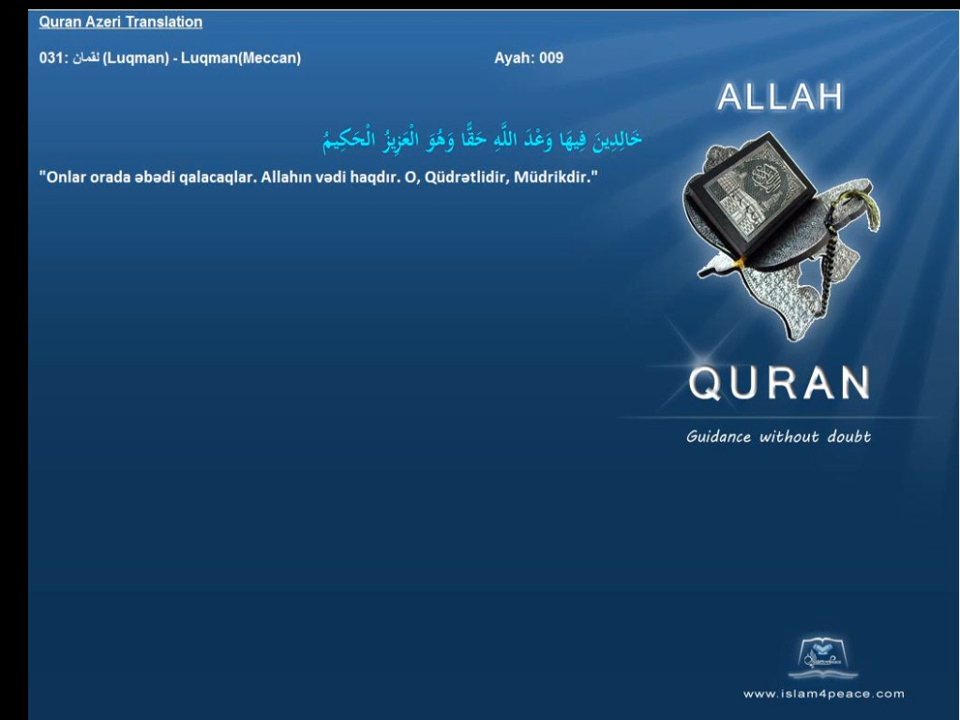 Quran Azeri Translation
031: لقمان (Luqman) - Luqman(Meccan) Ayah: 009
ALLAH
خَالِدِينَ فِيهَا وَعْدَ اللَّهِ حَقًّا وَهُوَ الْعَزِيزُ الْحَكِيمُ
"Onlar orada əbədi qalacaqlar. Allahın vədi haqdır. O, Qüdrətlidir, Müdrikdir."
QURAN
Guidance without doubt
www.islam4peace.com